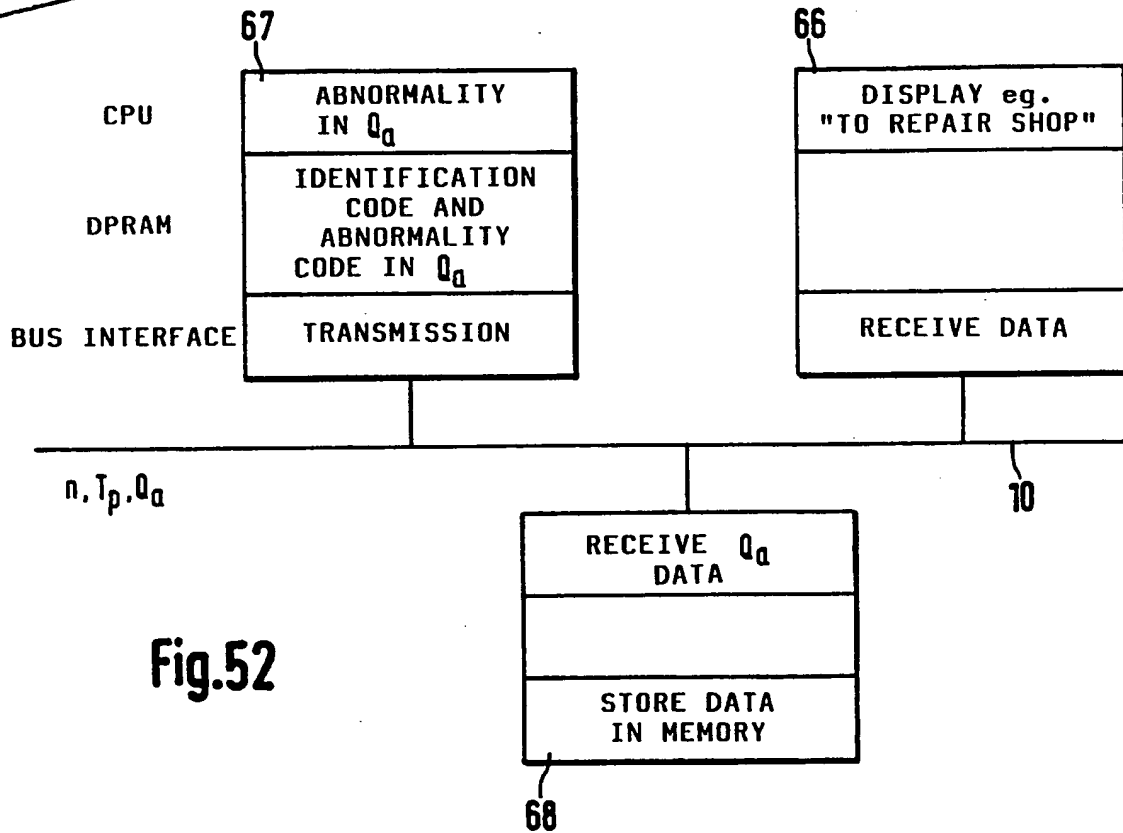 67
66
CPU
ABNORMALITY
IN Qa
DISPLAY eg.
"TO REPAIR SHOP"
DPRAM
IDENTIFICATION
CODE AND
ABNORMALITY
CODE IN Qa
BUS INTERFACE
TRANSMISSION
RECEIVE DATA
n, Tp, Qa
10
RECEIVE Qa
DATA
Fig.52
STORE DATA
IN MEMORY
68